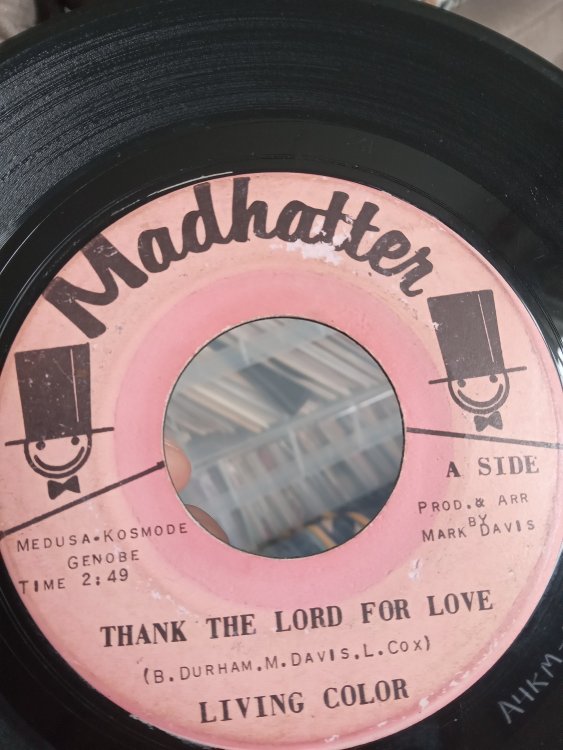 Madhatter
A SIDE
MEDUSA•KOSMODE
GENOBE
TIME 2:49
PROD.& ARR
BY
MARK DAVIS
THANK THE LORD FOR LOVE
(B.DURHAM.M.DAVIS.L.COX)
LIVING COLOR
A4KM-